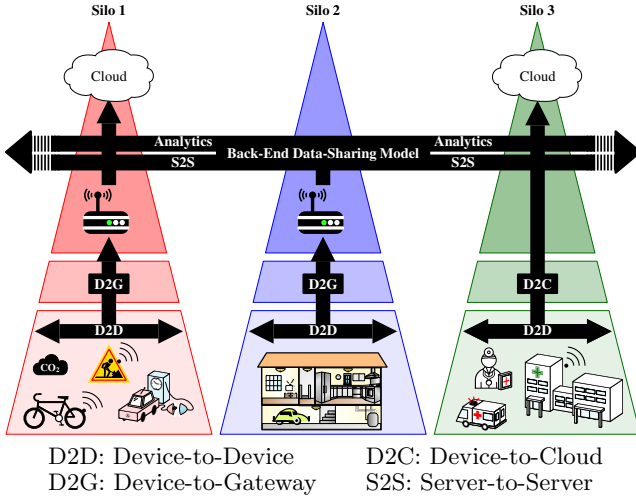 Silo 1
Silo 2
Silo 3
Cloud
Cloud
Analytics
Analytics
Back-End Data-Sharing Model
S2S
S2S
D2G
D2G
D2C
D2D
D2D
D2D
CO₂
D2D: Device-to-Device
D2C: Device-to-Cloud
D2G: Device-to-Gateway
S2S: Server-to-Server